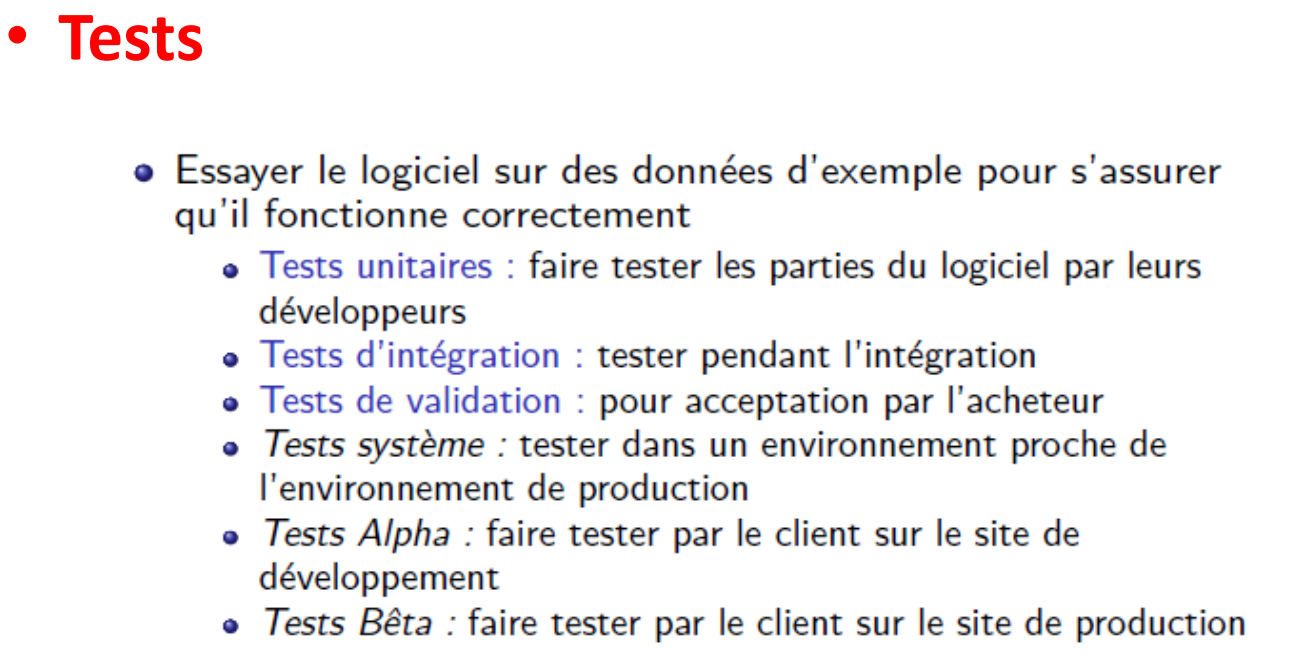 • Tests
• Essayer le logiciel sur des données d'exemple pour s'assurer
qu'il fonctionne correctement
• Tests unitaires : faire tester les parties du logiciel par leurs
développeurs
• Tests d'intégration : tester pendant l'intégration
• Tests de validation : pour acceptation par l'acheteur
• Tests système : tester dans un environnement proche de
l'environnement de production
• Tests Alpha : faire tester par le client sur le site de
développement
• Tests Bêta : faire tester par le client sur le site de production